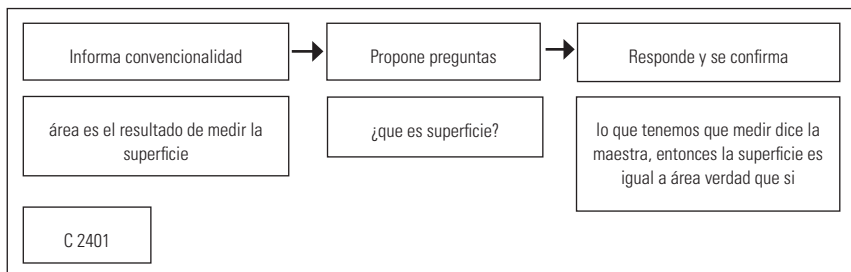 Informa convencionalidad
Propone preguntas
Responde y se confirma
área es el resultado de medir la
superficie
¿que es superficie?
lo que tenemos que medir dice la
maestra, entonces la superficie es
igual a área verdad que si
C 2401